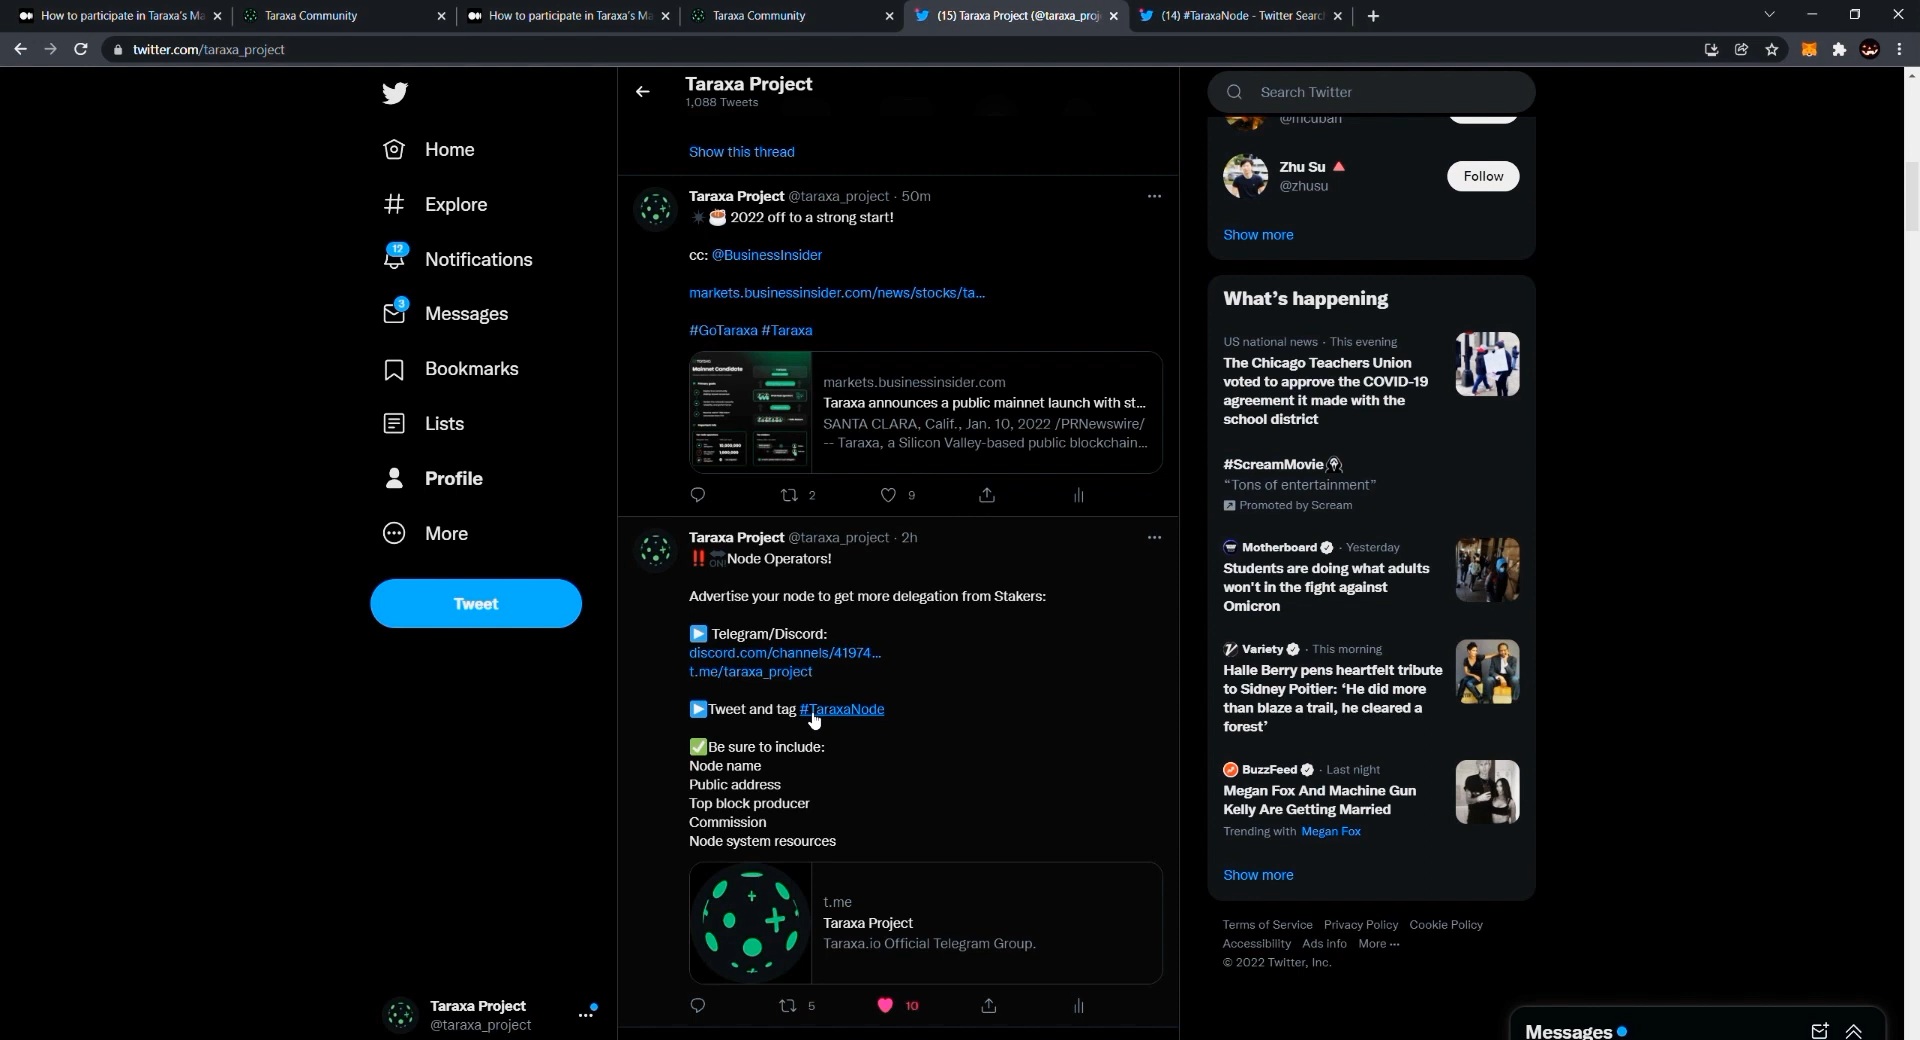 How to participate in Taraxa's Ma
Taraxa Community
How to participate in Taraxa's Ma
Taraxa Community
(15) Taraxa Project (@taraxa_proj
(14) #TaraxaNode - Twitter Search
twitter.com/taraxa_project
Home
Explore
12
Notifications
3
Messages
Bookmarks
Lists
Profile
More
Tweet
Taraxa Project
@taraxa_project
Taraxa Project
1,088 Tweets
Show this thread
Taraxa Project @taraxa_project · 50m
2022 off to a strong start!
cc: @BusinessInsider
markets.businessinsider.com/news/stocks/ta...
#GoTaraxa #Taraxa
Mainnet Candidate
markets.businessinsider.com
Taraxa announces a public mainnet launch with st...
SANTA CLARA, Calif., Jan. 10, 2022 /PRNewswire/
-- Taraxa, a Silicon Valley-based public blockchain...
2
9
Taraxa Project @taraxa_project · 2h
‼️🔛Node Operators!
Advertise your node to get more delegation from Stakers:
Telegram/Discord:
discord.com/channels/41974...
t.me/taraxa_project
Tweet and tag #TaraxaNode
Be sure to include:
Node name
Public address
Top block producer
Commission
Node system resources
t.me
Taraxa Project
Taraxa.io Official Telegram Group.
5
10
Search Twitter
@mcuban
Zhu Su
@zhusu
Follow
Show more
What's happening
US national news · This evening
The Chicago Teachers Union
voted to approve the COVID-19
agreement it made with the
school district
#ScreamMovie
“Tons of entertainment”
Promoted by Scream
Motherboard · Yesterday
Students are doing what adults
won't in the fight against
Omicron
Variety · This morning
Halle Berry pens heartfelt tribute
to Sidney Poitier: ‘He did more
than blaze a trail, he cleared a
forest’
BuzzFeed · Last night
Megan Fox And Machine Gun
Kelly Are Getting Married
Trending with Megan Fox
Show more
Terms of Service Privacy Policy Cookie Policy
Accessibility Ads info More ···
© 2022 Twitter, Inc.
Messages